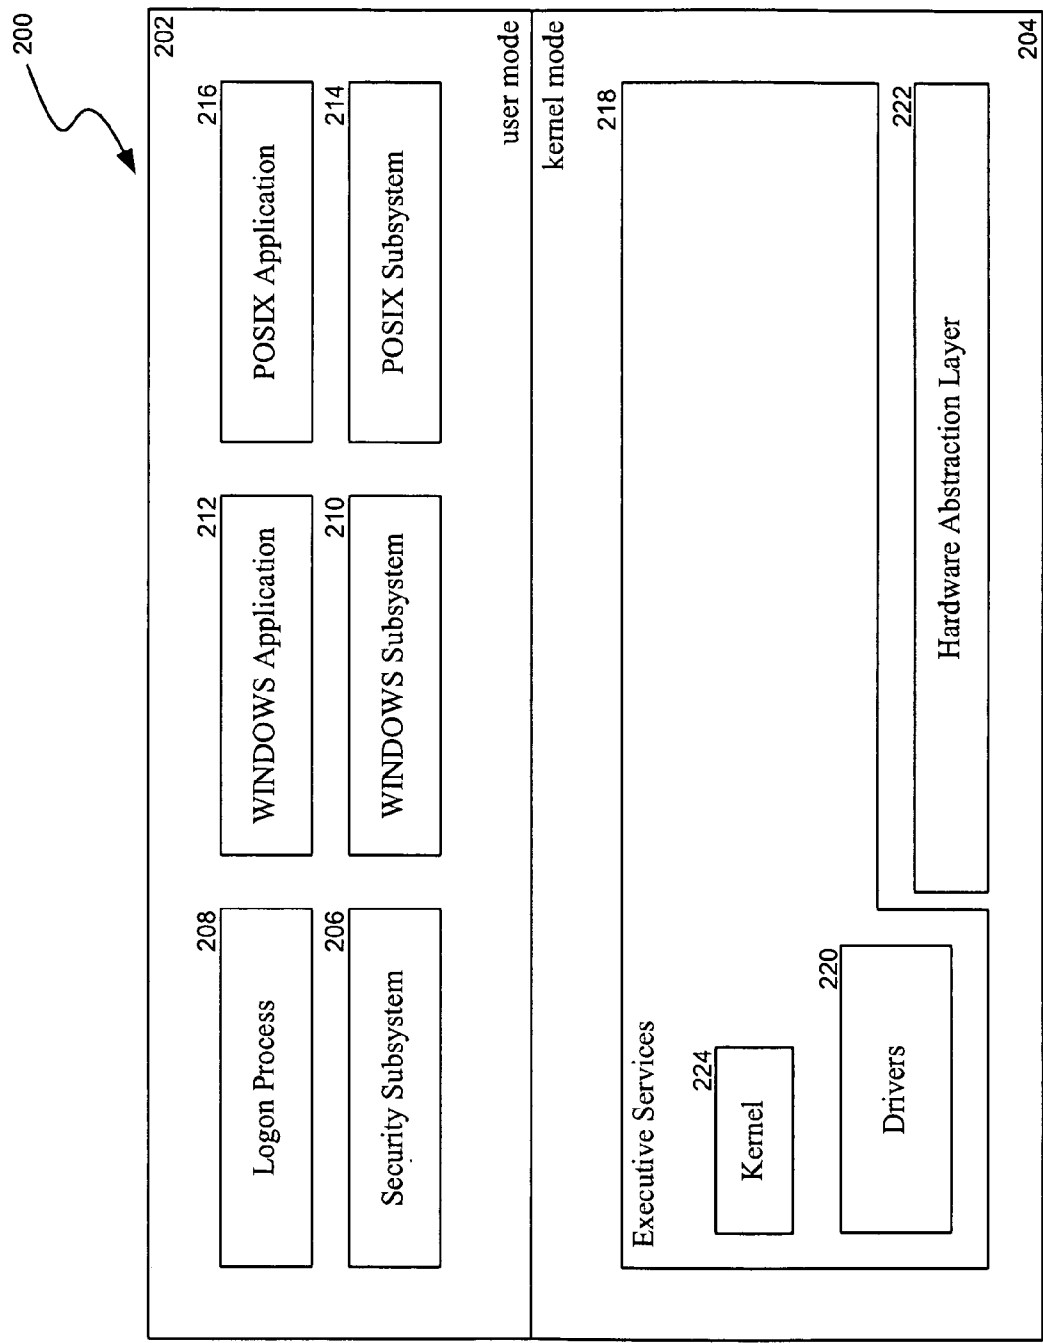 200
202
208
Logon Process
212
WINDOWS Application
216
POSIX Application
206
Security Subsystem
210
WINDOWS Subsystem
214
POSIX Subsystem
user mode
kernel mode
218
Executive Services
224
Kernel
220
Drivers
222
Hardware Abstraction Layer
204